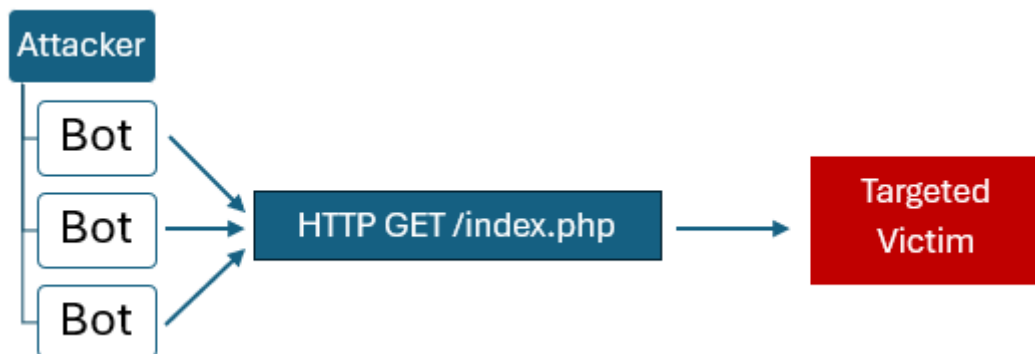 Attacker
Bot
Bot
Bot
HTTP GET /index.php
Targeted
Victim